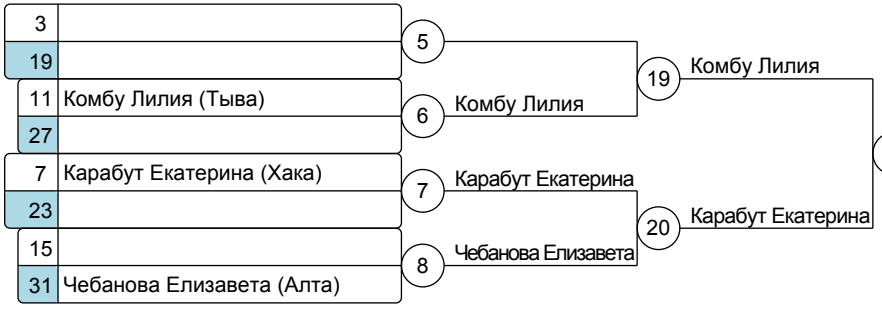 3
5
19
19 Комбу Лилия
11 Комбу Лилия (Тыва)
6 Комбу Лилия
27
7 Карабут Екатерина (Хака)
7 Карабут Екатерина
23
20 Карабут Екатерина
15
8 Чебанова Елизавета
31 Чебанова Елизавета (Алта)